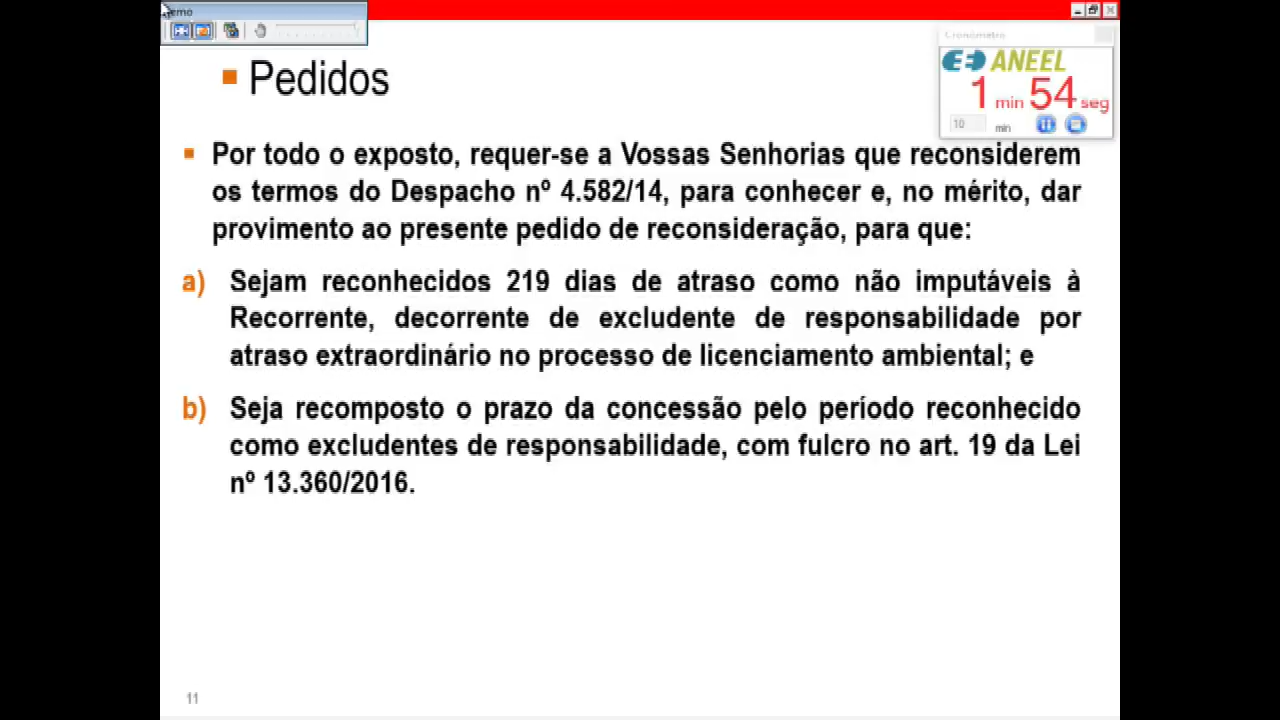 emo
Cronômetro
ANEEL
1 min 54 seg
10 min
Pedidos
Por todo o exposto, requer-se a Vossas Senhorias que reconsiderem
os termos do Despacho nº 4.582/14, para conhecer e, no mérito, dar
provimento ao presente pedido de reconsideração, para que:
a) Sejam reconhecidos 219 dias de atraso como não imputáveis à
Recorrente, decorrente de excludente de responsabilidade por
atraso extraordinário no processo de licenciamento ambiental; e
b) Seja recomposto o prazo da concessão pelo período reconhecido
como excludentes de responsabilidade, com fulcro no art. 19 da Lei
nº 13.360/2016.
11